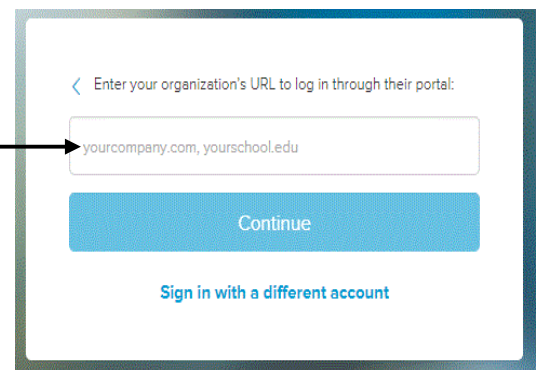 Enter your organization's URL to log in through their portal:
yourcompany.com, yourschool.edu
Continue
Sign in with a different account